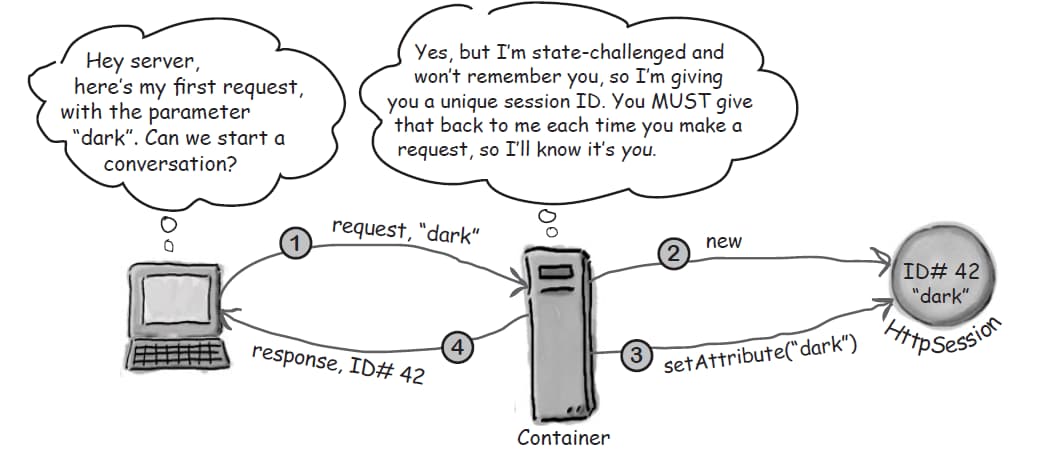 Hey server,
here's my first request,
with the parameter
"dark". Can we start a
conversation?
Yes, but I'm state-challenged and
won't remember you, so I'm giving
you a unique session ID. You MUST give
that back to me each time you make a
request, so I'll know it's you.
1
request, "dark"
2
new
ID# 42
"dark"
HttpSession
3
setAttribute("dark")
4
response, ID# 42
Container